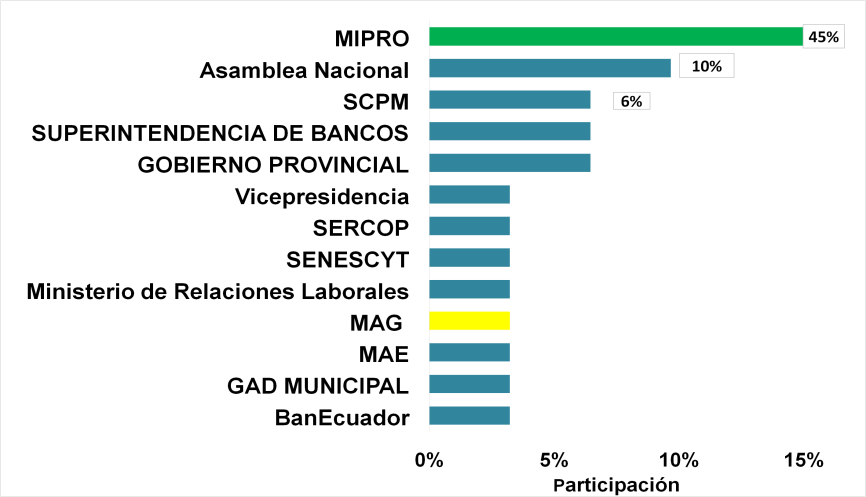 MIPRO 45%
Asamblea Nacional 10%
SCPM 6%
SUPERINTENDENCIA DE BANCOS
GOBIERNO PROVINCIAL
Vicepresidencia
SERCOP
SENESCYT
Ministerio de Relaciones Laborales
MAG
MAE
GAD MUNICIPAL
BanEcuador
0% 5% 10% 15%
Participación